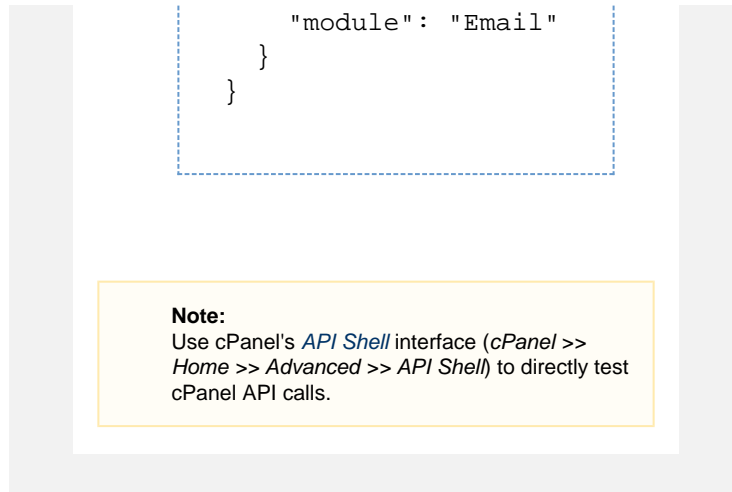 "module": "Email"
}
}
Note:
Use cPanel's API Shell interface (cPanel >>
Home >> Advanced >> API Shell) to directly test
cPanel API calls.